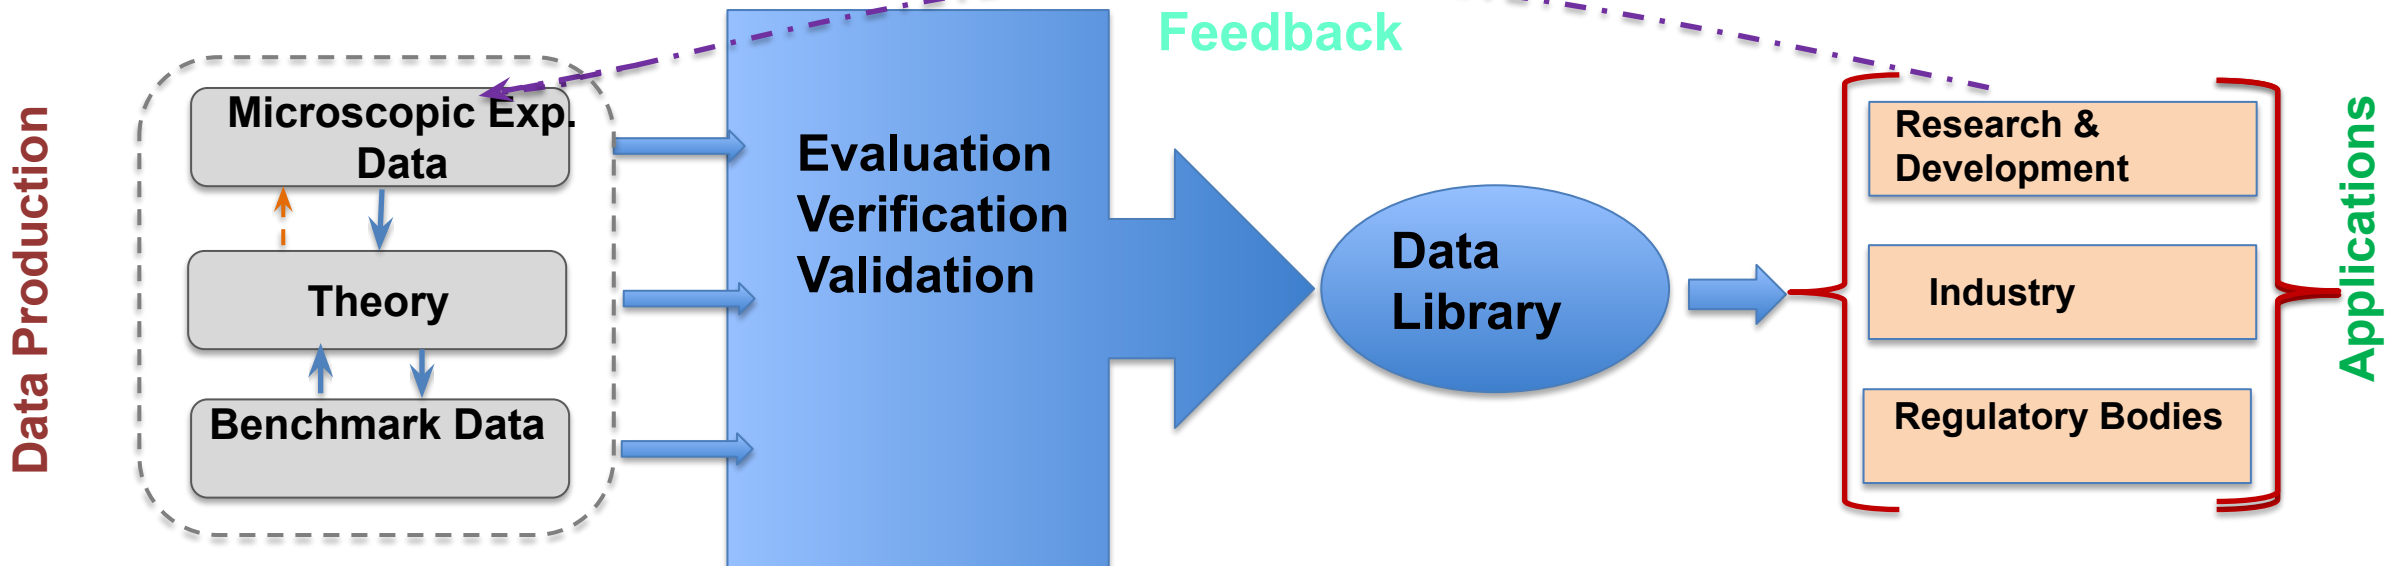 Feedback
Data Production
Microscopic Exp.
Data
Theory
Benchmark Data
Evaluation
Verification
Validation
Data
Library
Research &
Development
Industry
Regulatory Bodies
Applications